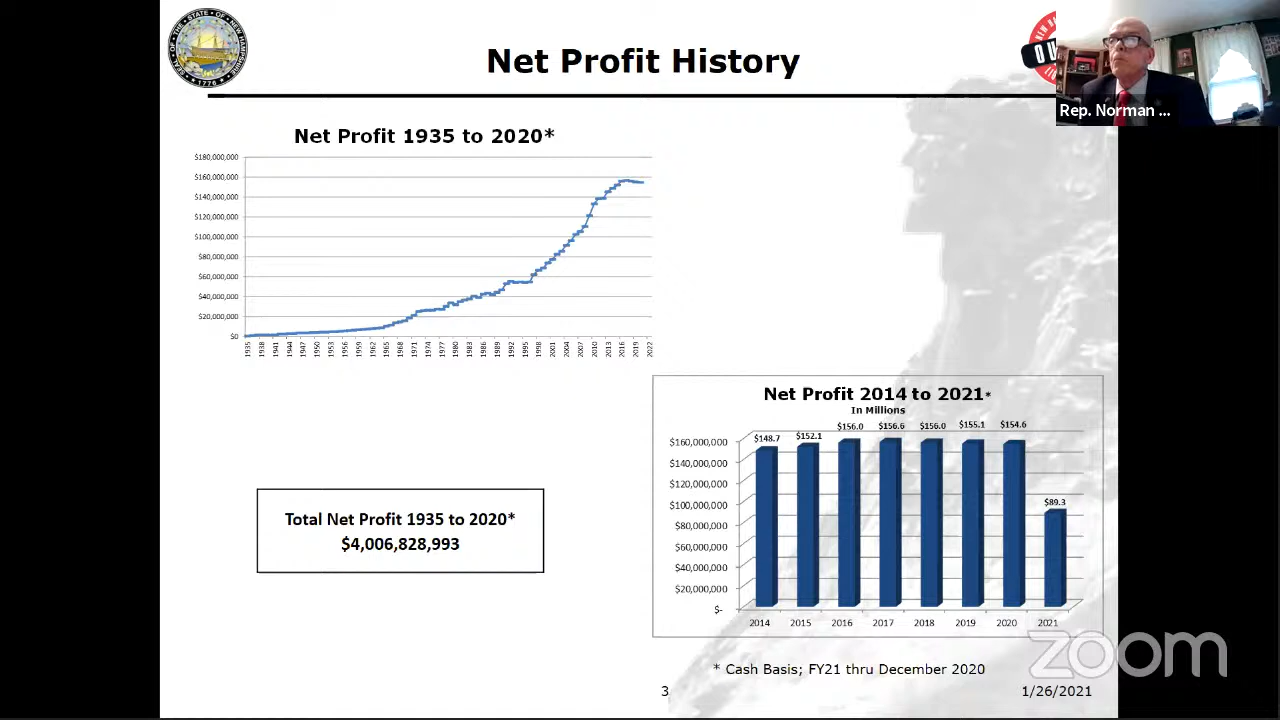 Net Profit History
Rep. Norman ...
Net Profit 1935 to 2020*
$180,000,000
$160,000,000
$140,000,000
$120,000,000
$100,000,000
$80,000,000
$60,000,000
$40,000,000
$20,000,000
$0
1935 1938 1941 1944 1947 1950 1953 1956 1959 1962 1965 1968 1971 1974 1977 1980 1983 1986 1989 1992 1995 1998 2001 2004 2007 2010 2013 2016 2019 2022
Total Net Profit 1935 to 2020*
$4,006,828,993
Net Profit 2014 to 2021*
In Millions
$148.7 $152.1 $156.0 $156.6 $156.0 $155.1 $154.6 $89.3
$160,000,000
$140,000,000
$120,000,000
$100,000,000
$80,000,000
$60,000,000
$40,000,000
$20,000,000
$-
2014 2015 2016 2017 2018 2019 2020 2021
* Cash Basis; FY21 thru December 2020
3
1/26/2021
zoom